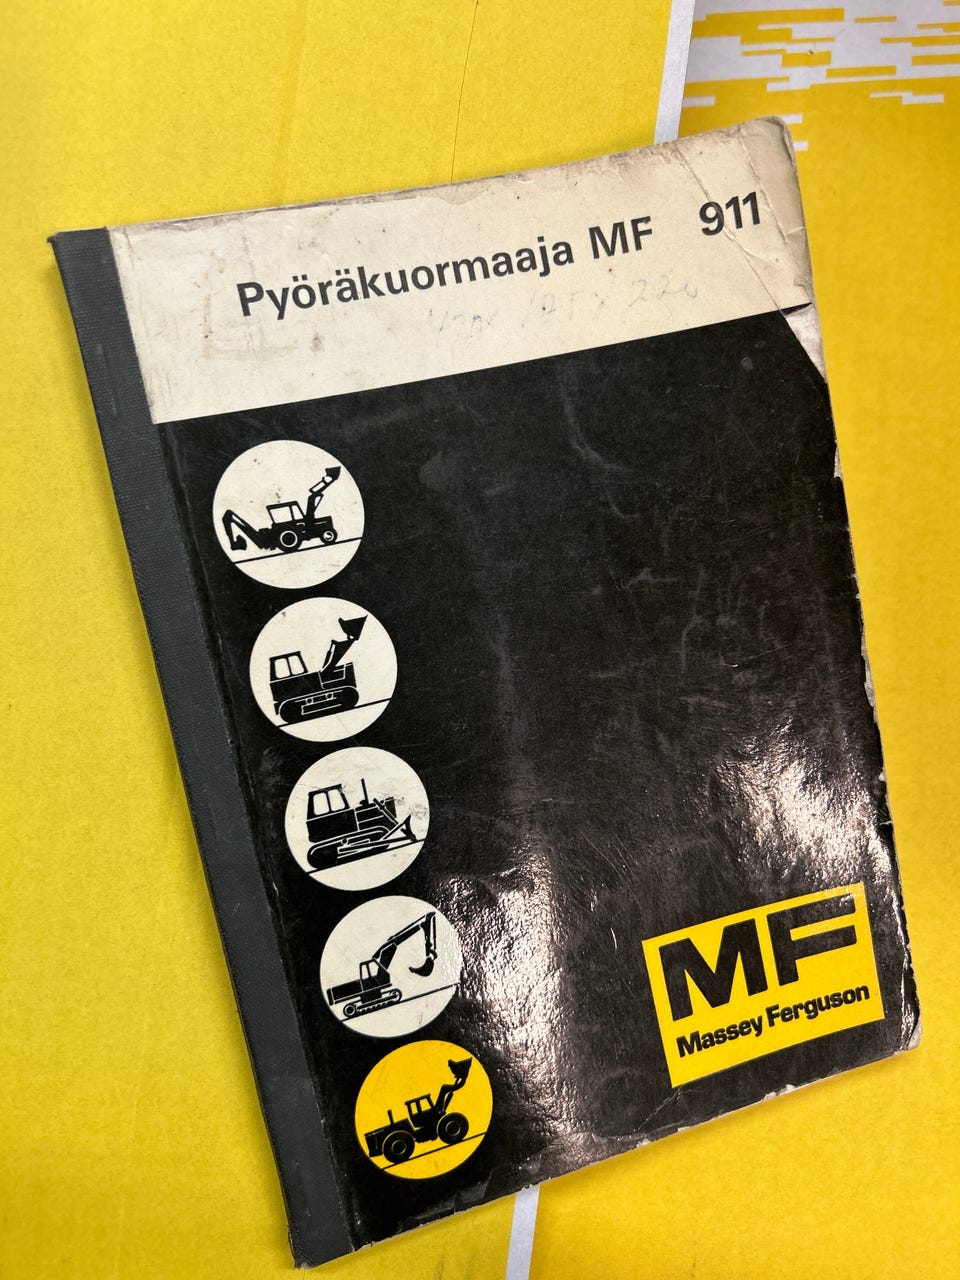 Pyöräkuormaaja MF 911
MF
Massey Ferguson